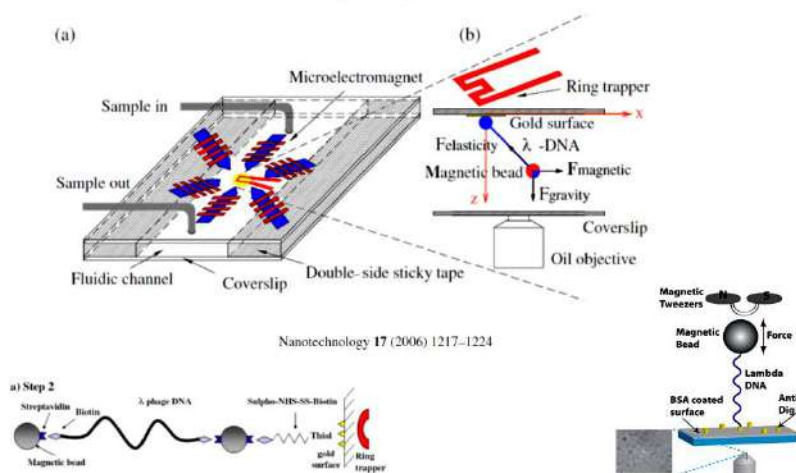 (a)
(b)
Microelectromagnet
Ring trapper
Sample in
x
Gold surface
Felasticity
λ -DNA
Sample out
Magnetic bead
Fmagnetic
Fgravity
z
Coverslip
Fluidic channel
Coverslip
Double-side sticky tape
Oil objective
Magnetic
Tweezers
N
S
Nanotechnology 17 (2006) 1217–1224
Magnetic
Bead
Force
a) Step 2
Streptavidin
Biotin
λ phage DNA
Sulpho-NHS-SS-Biotin
Lambda
DNA
Thiol
gold
surface
Ring
trapper
Magnetic bead
BSA coated
surface
Anti
Dig